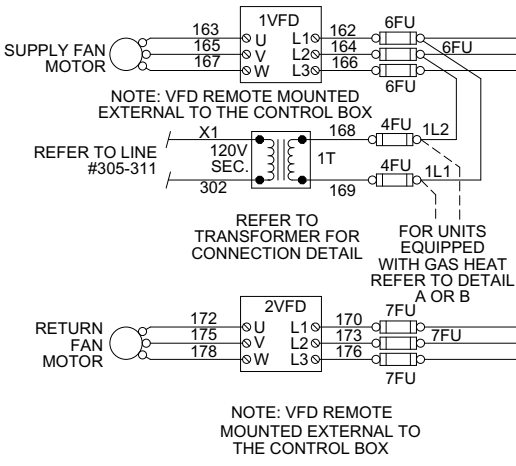 163 1VFD 162 6FU
U L1
SUPPLY FAN MOTOR
165 V L2 164 6FU
167 W L3 166
6FU
NOTE: VFD REMOTE MOUNTED
EXTERNAL TO THE CONTROL BOX
X1 168 4FU 1L2
REFER TO LINE
#305-311
120V
SEC.
1T
4FU 1L1
302 169
REFER TO
TRANSFORMER FOR
CONNECTION DETAIL
FOR UNITS
EQUIPPED
WITH GAS HEAT
REFER TO DETAIL
A OR B
2VFD 7FU
172 U L1 170
RETURN
FAN
MOTOR
175 V L2 173 7FU
178 W L3 176
7FU
NOTE: VFD REMOTE
MOUNTED EXTERNAL TO
THE CONTROL BOX